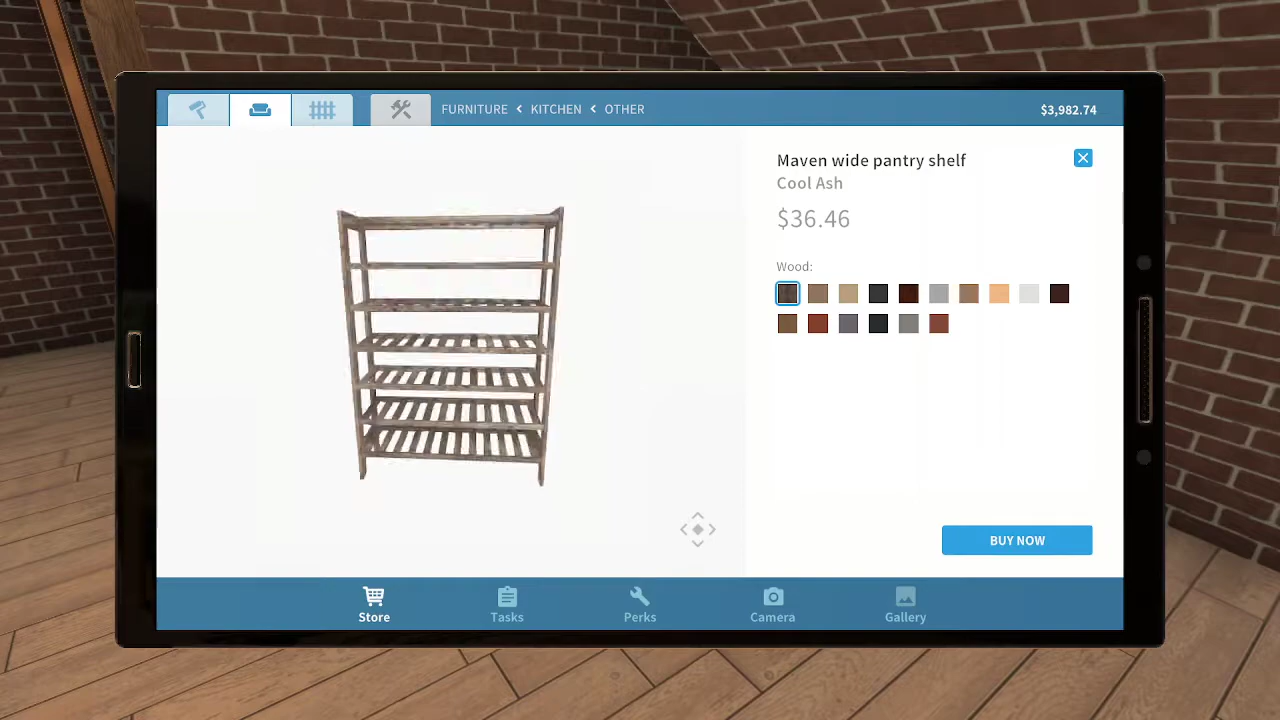 FURNITURE < KITCHEN < OTHER
$3,982.74
Maven wide pantry shelf
Cool Ash
$36.46
Wood:
BUY NOW
Store
Tasks
Perks
Camera
Gallery